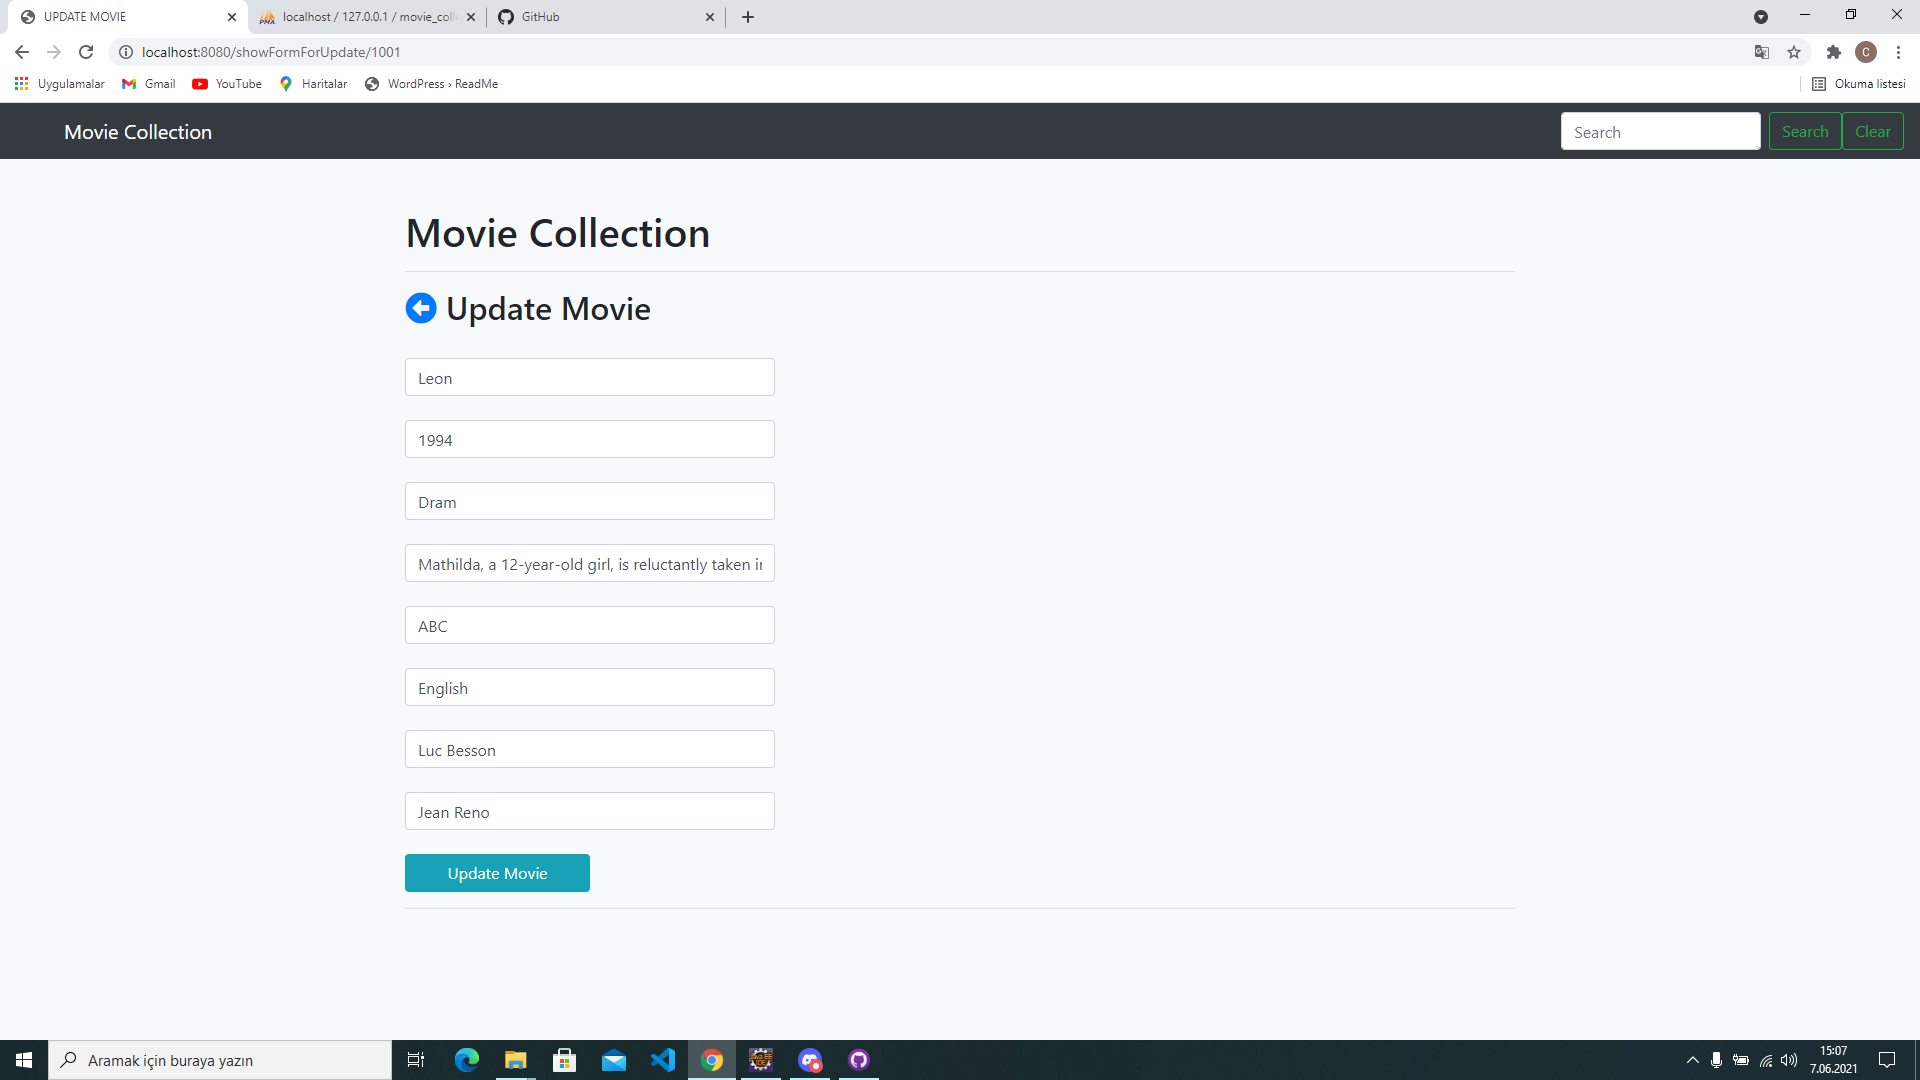 UPDATE MOVIE
localhost / 127.0.0.1 / movie_coll
GitHub
localhost:8080/showFormForUpdate/1001
C
Uygulamalar
Gmail
YouTube
Haritalar
WordPress › ReadMe
Okuma listesi
Movie Collection
Search
Search
Clear
Movie Collection
Update Movie
Leon
1994
Dram
Mathilda, a 12-year-old girl, is reluctantly taken in
ABC
English
Luc Besson
Jean Reno
Update Movie
Aramak için buraya yazın
15:07
7.06.2021